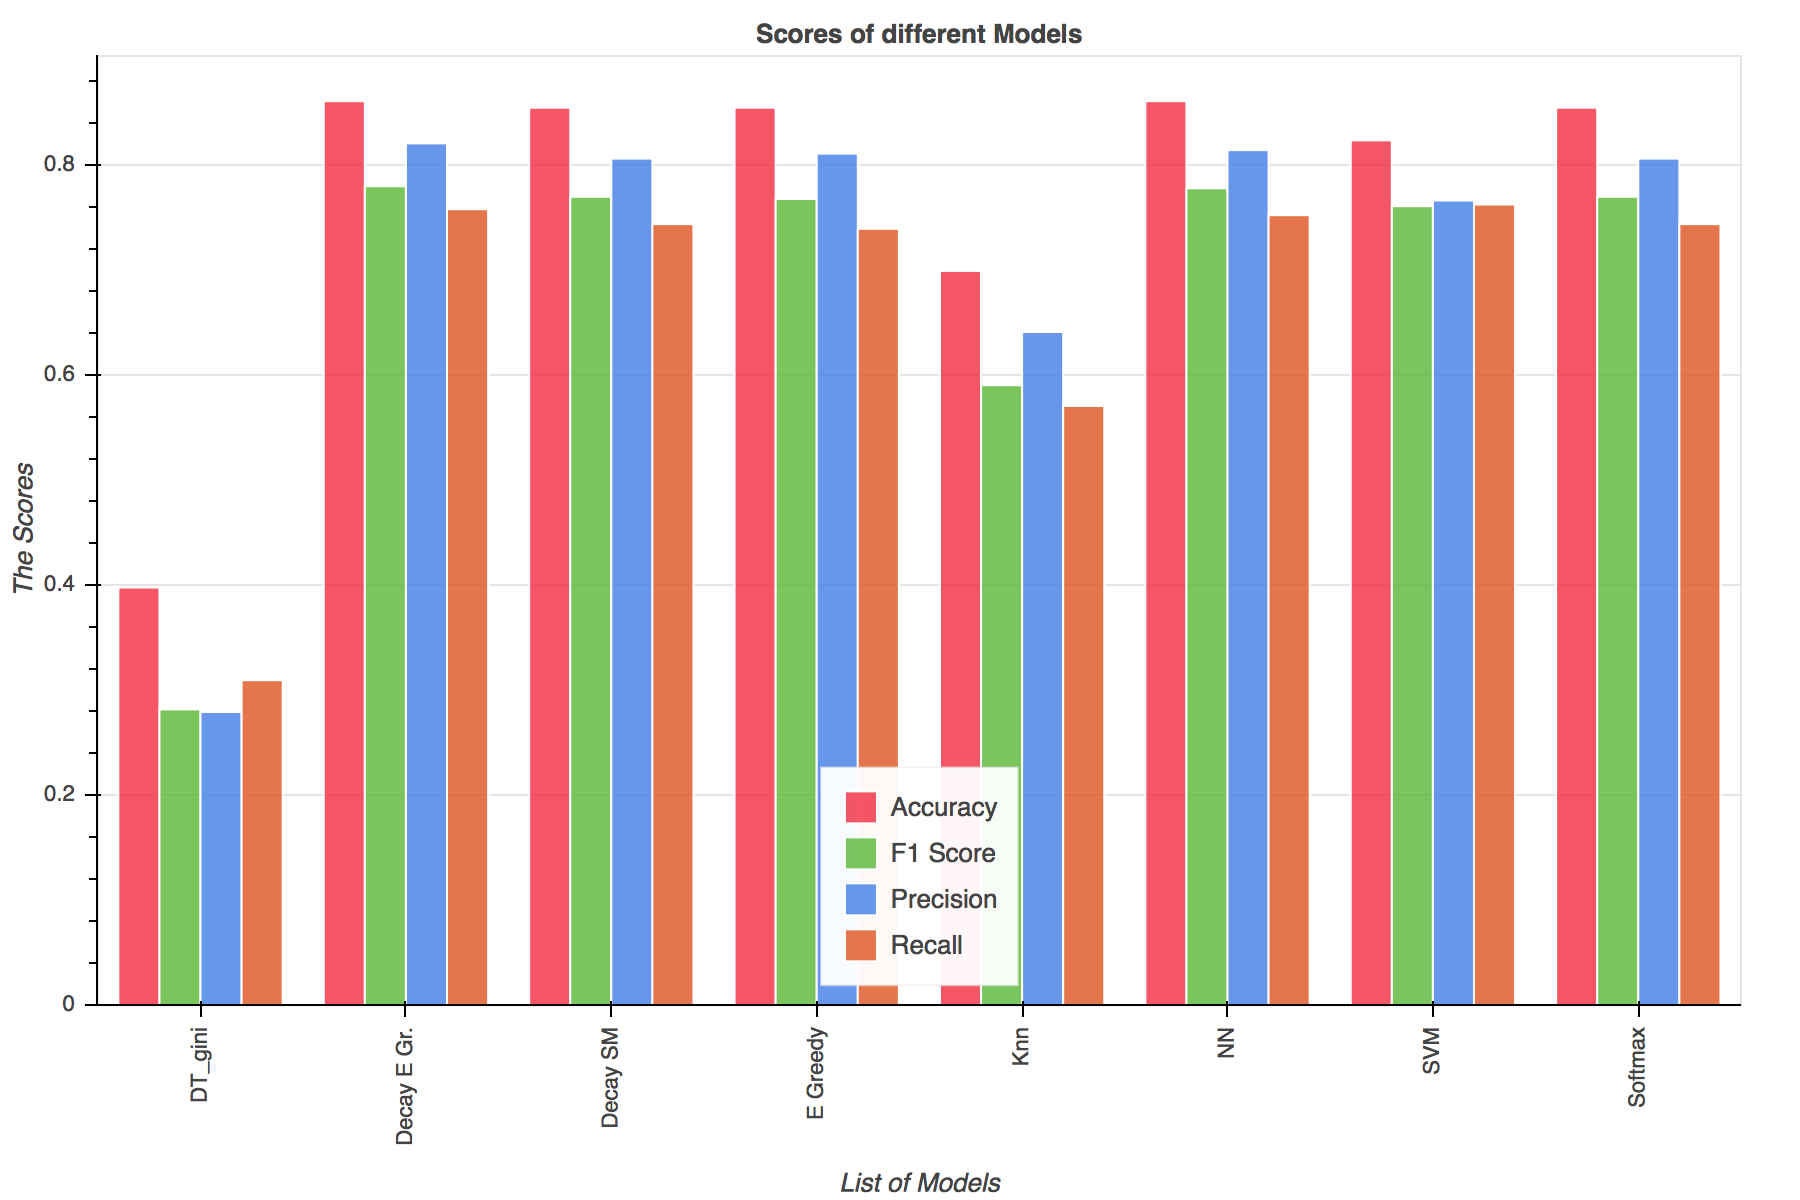 Scores of different Models
The Scores
0.8
0.6
0.4
0.2
0
Accuracy
F1 Score
Precision
Recall
DT_gini
Decay E Gr.
Decay SM
E Greedy
Knn
NN
SVM
Softmax
List of Models